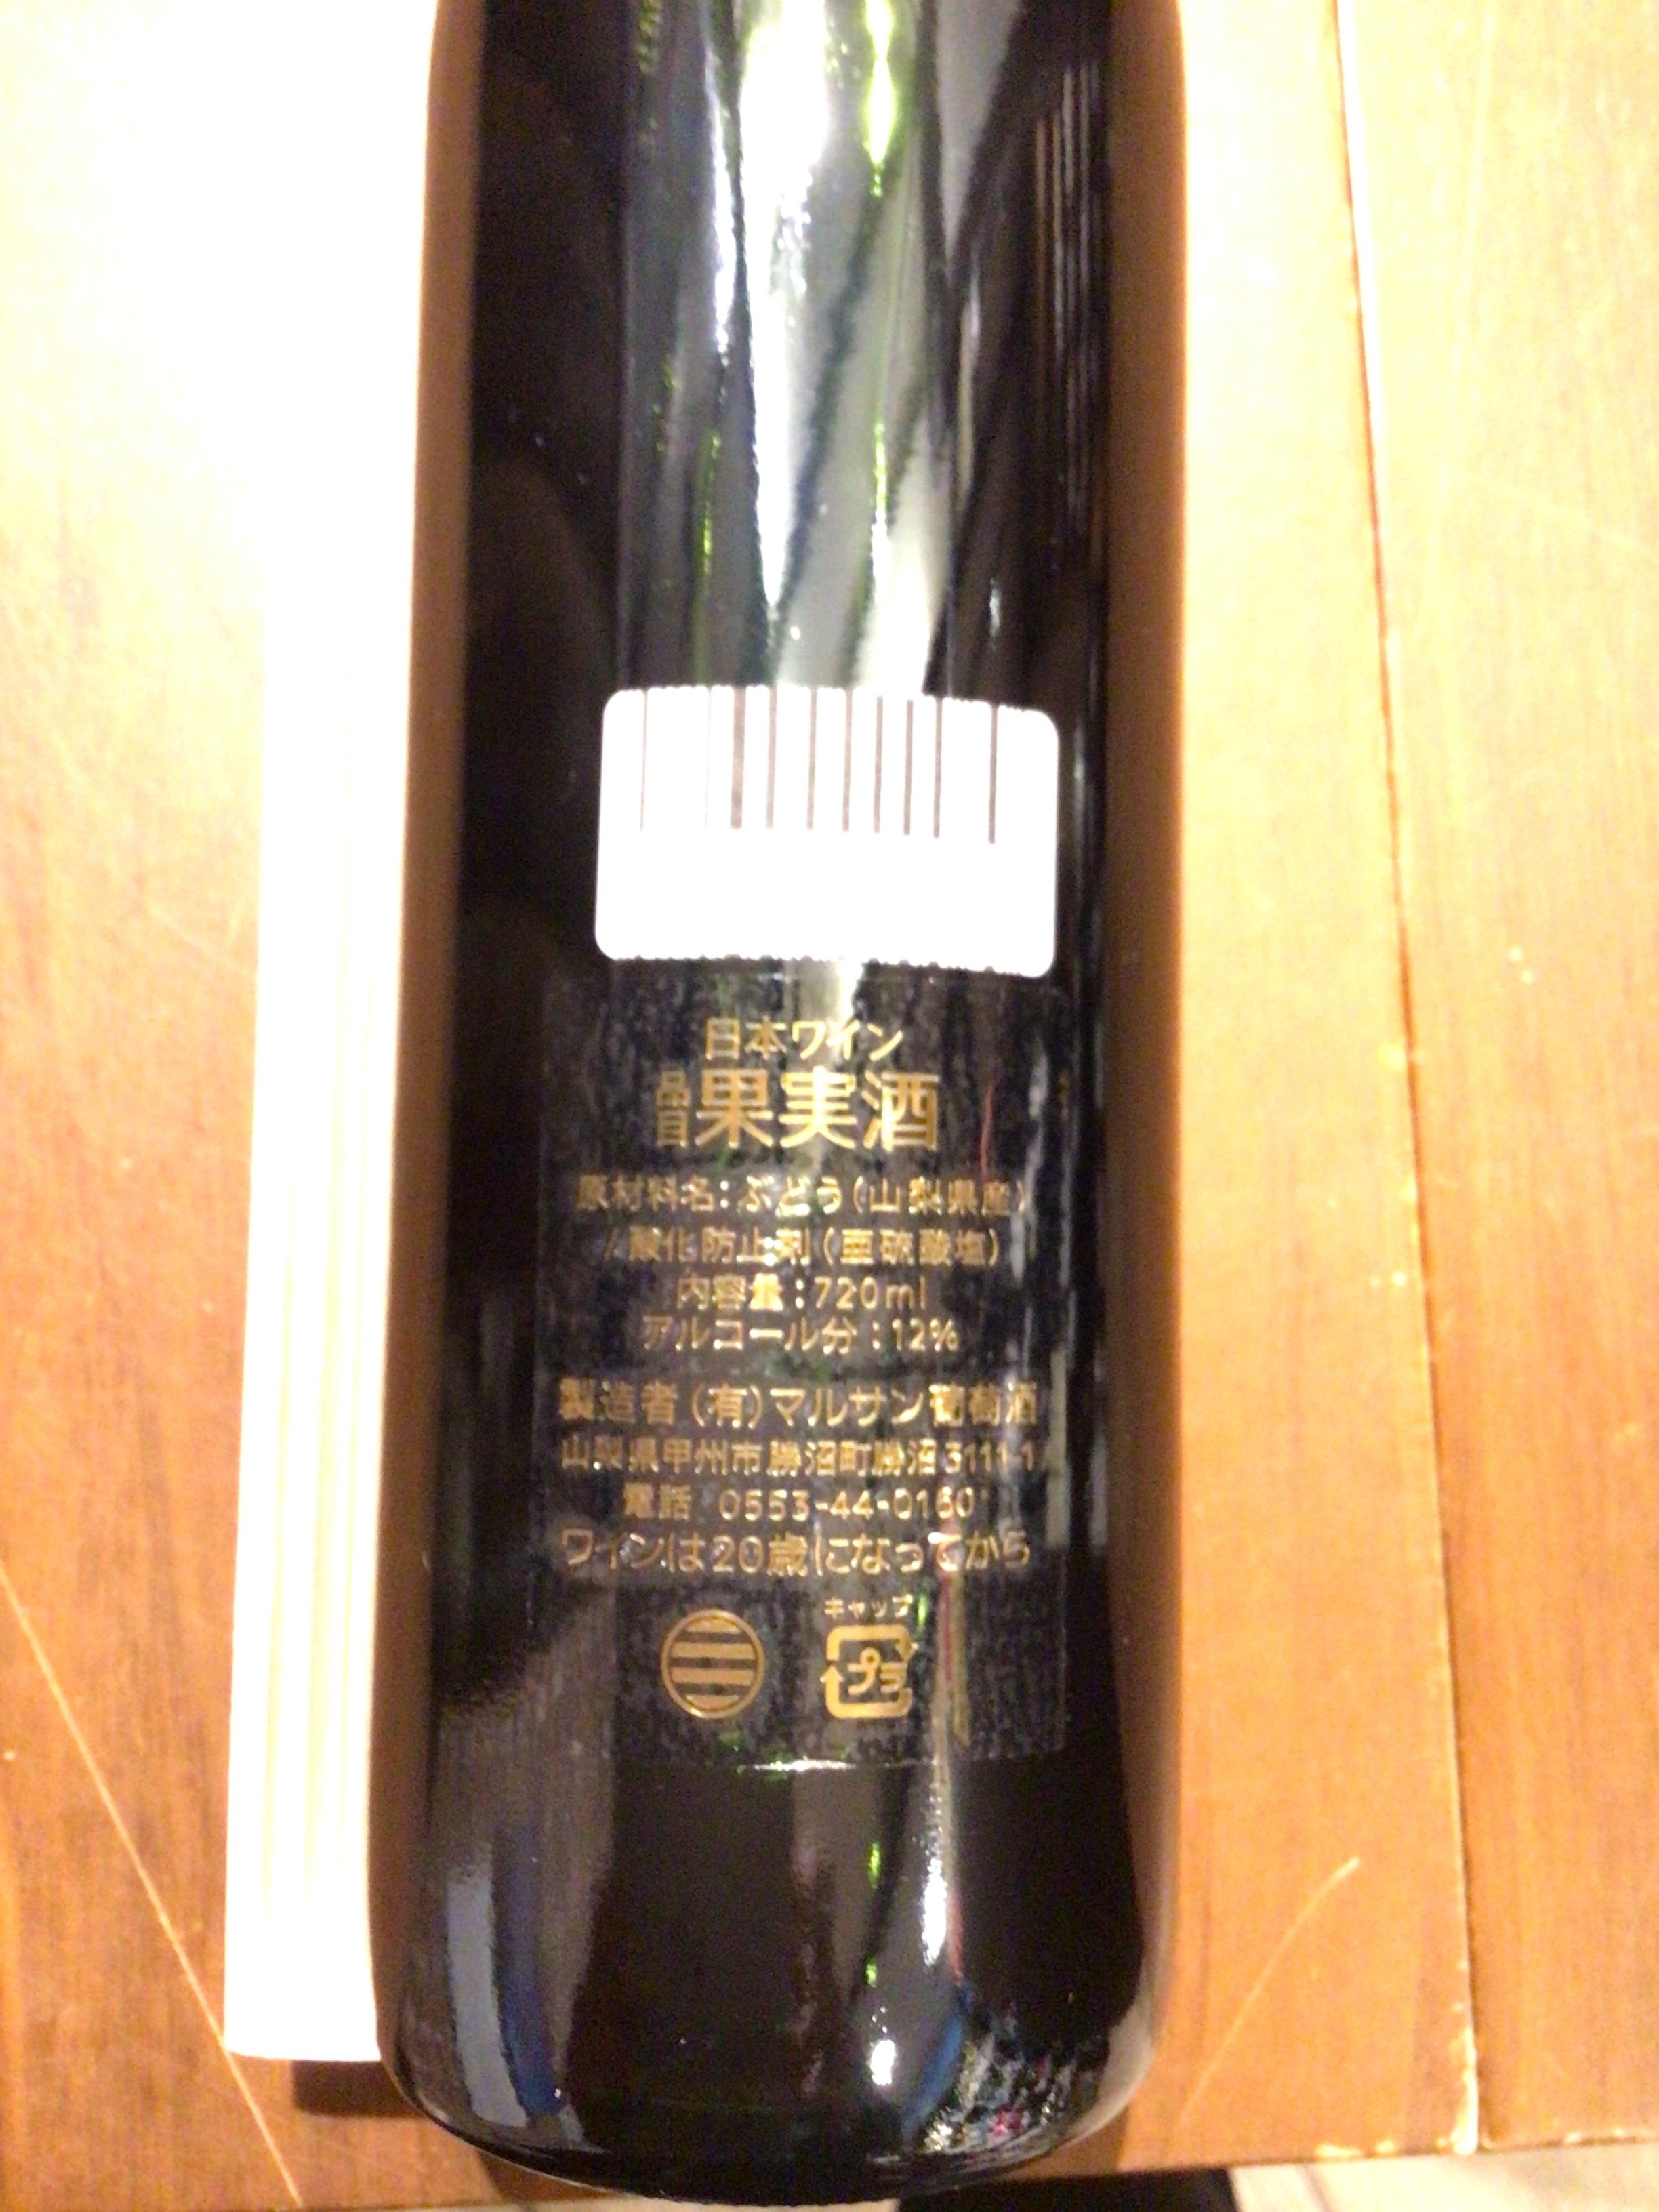 日本ワイン
品目 果実酒
原材料名：ぶどう（山梨県産）
/ 酸化防止剤（亜硫酸塩）
内容量：720ml
アルコール分：12%
製造者 (有)マルサン葡萄酒
山梨県甲州市勝沼町勝沼3111-1
電話 0553-44-0160
ワインは20歳になってから
キャップ
プラ